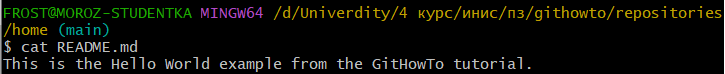 FROST@MOROZ-STUDENTKA MINGW64 /d/Univerdity/4 курс/инис/пз/githowto/repositories
/home (main)
$ cat README.md
This is the Hello World example from the GitHowTo tutorial.